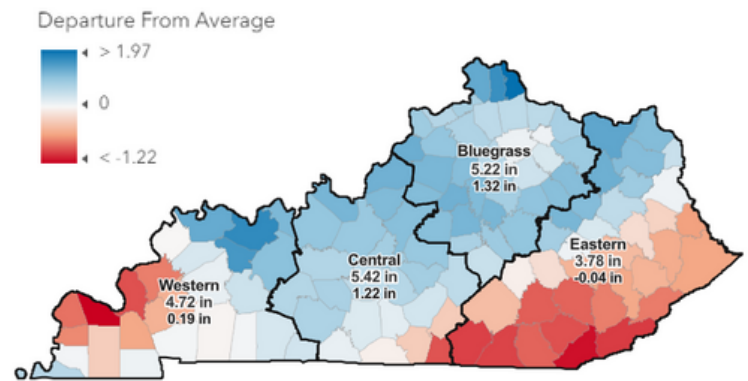 Departure From Average
> 1.97
0
< -1.22
Bluegrass
5.22 in
1.32 in
Central
5.42 in
1.22 in
Eastern
3.78 in
-0.04 in
Western
4.72 in
0.19 in